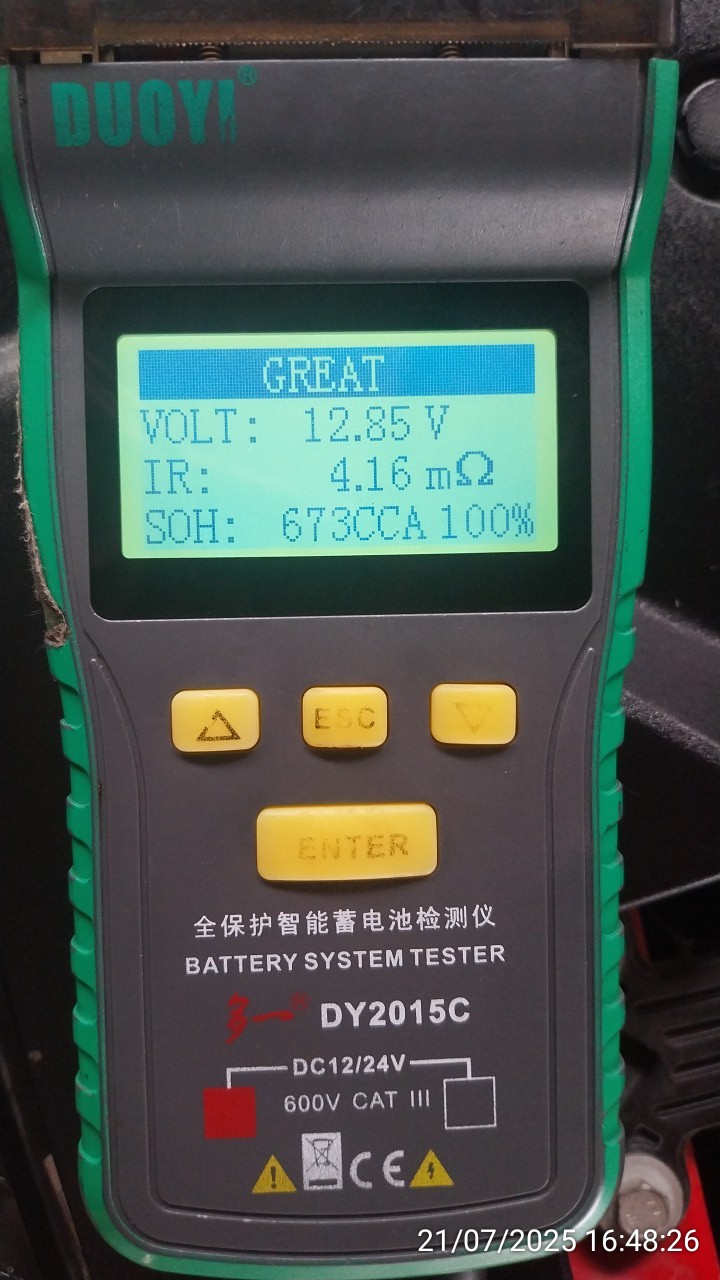 DUOYI®
GREAT
VOLT: 12.85 V
IR: 4.16 mΩ
SOH: 673CCA 100%
ESC
ENTER
全保护智能蓄电池检测仪
BATTERY SYSTEM TESTER
多一® DY2015C
DC12/24V
600V CAT III
CE
21/07/2025 16:48:26